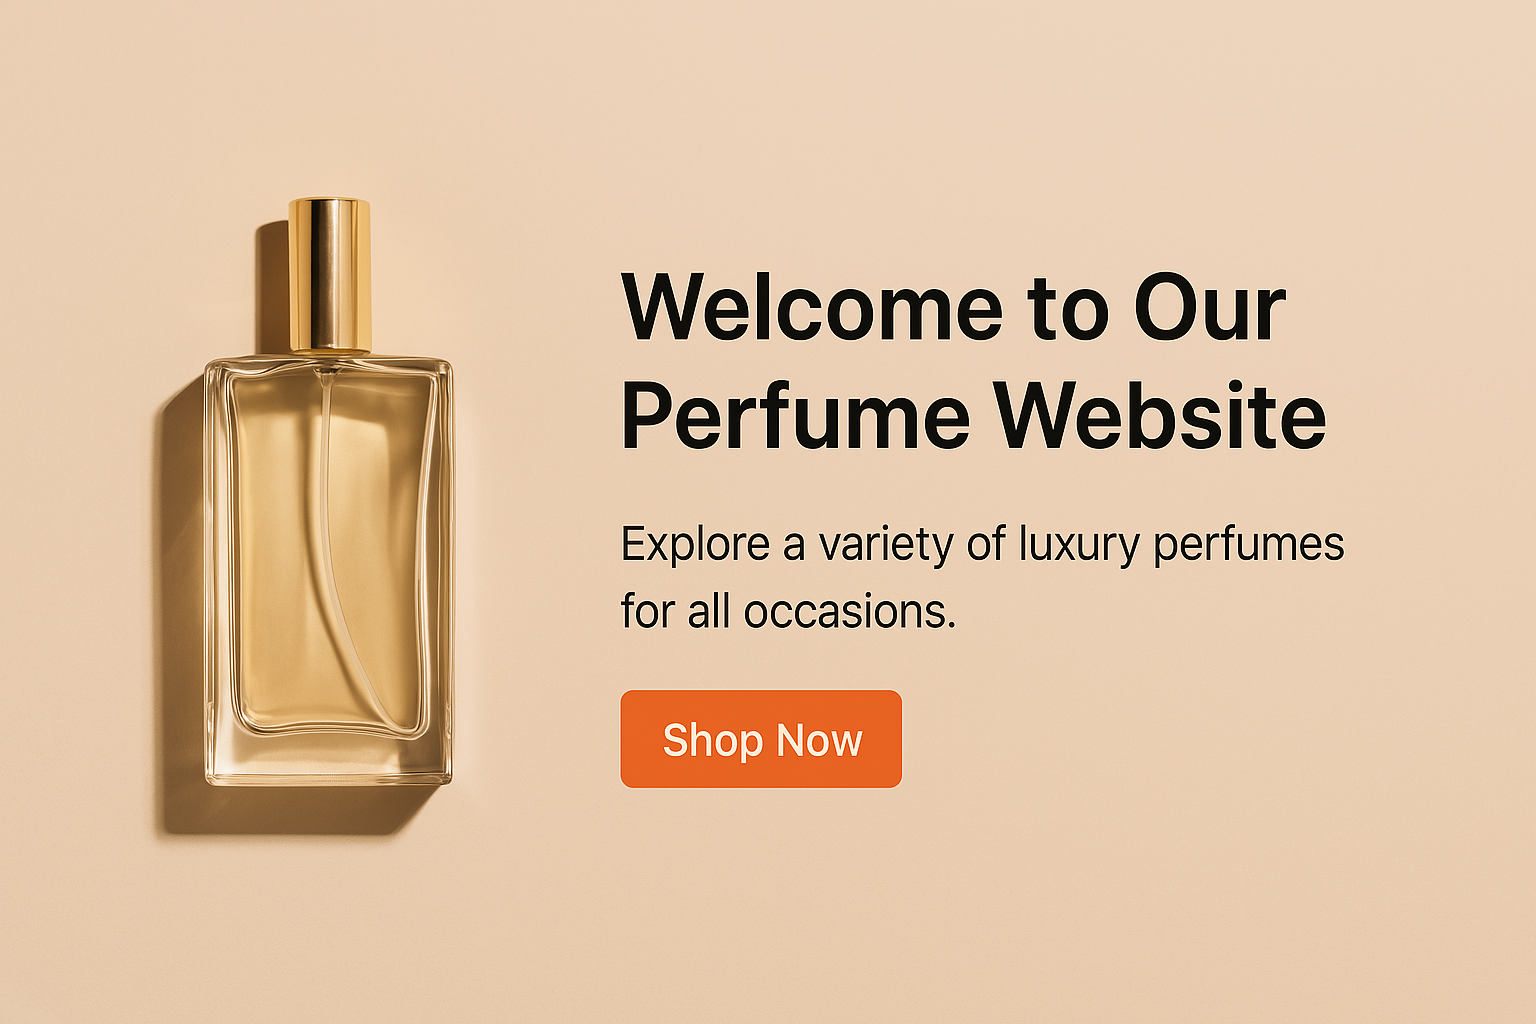 Welcome to Our
Perfume Website
Explore a variety of luxury perfumes
for all occasions.
Shop Now